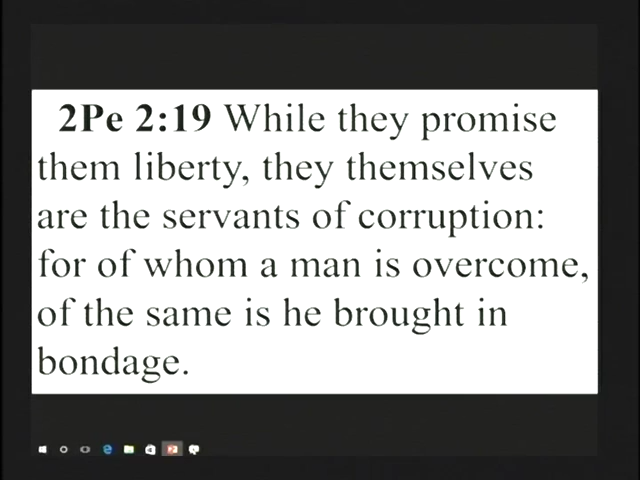 2Pe 2:19 While they promise
them liberty, they themselves
are the servants of corruption:
for of whom a man is overcome,
of the same is he brought in
bondage.